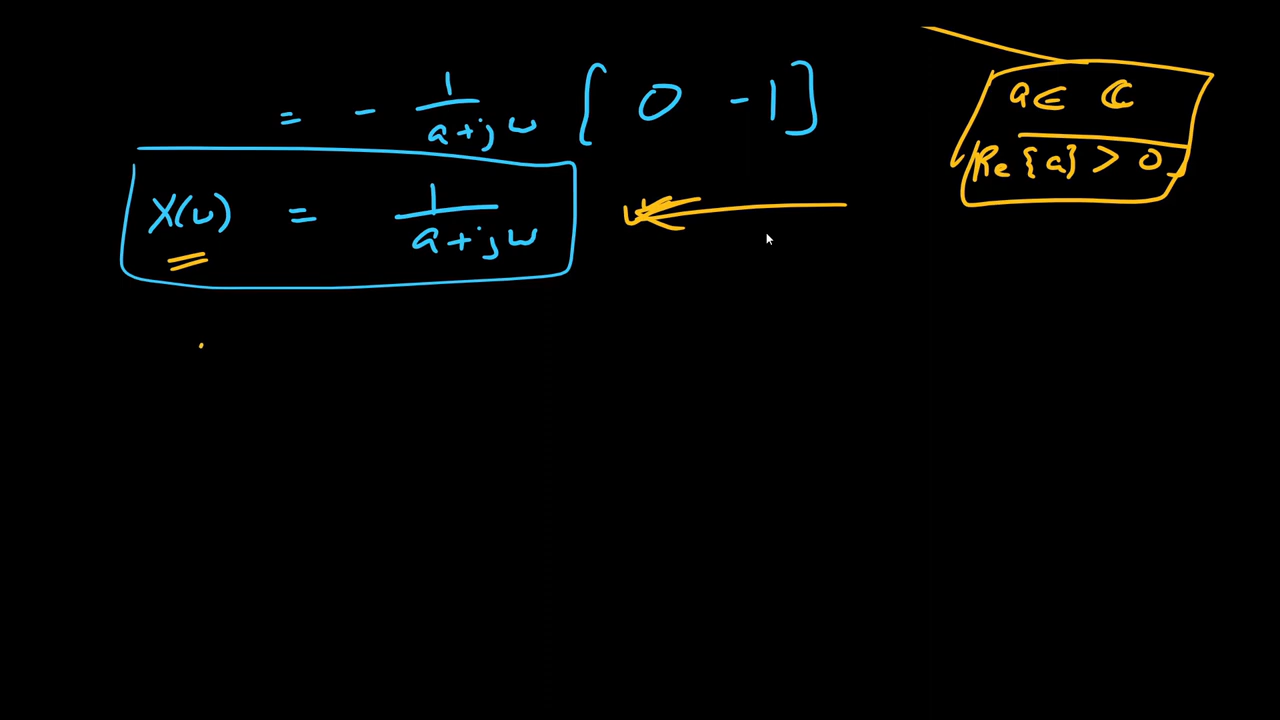 = - 1/(a+jω) [ 0 -1 ]
X(ω) = 1/(a+jω)
a ∈ ℂ
Re{a} > 0